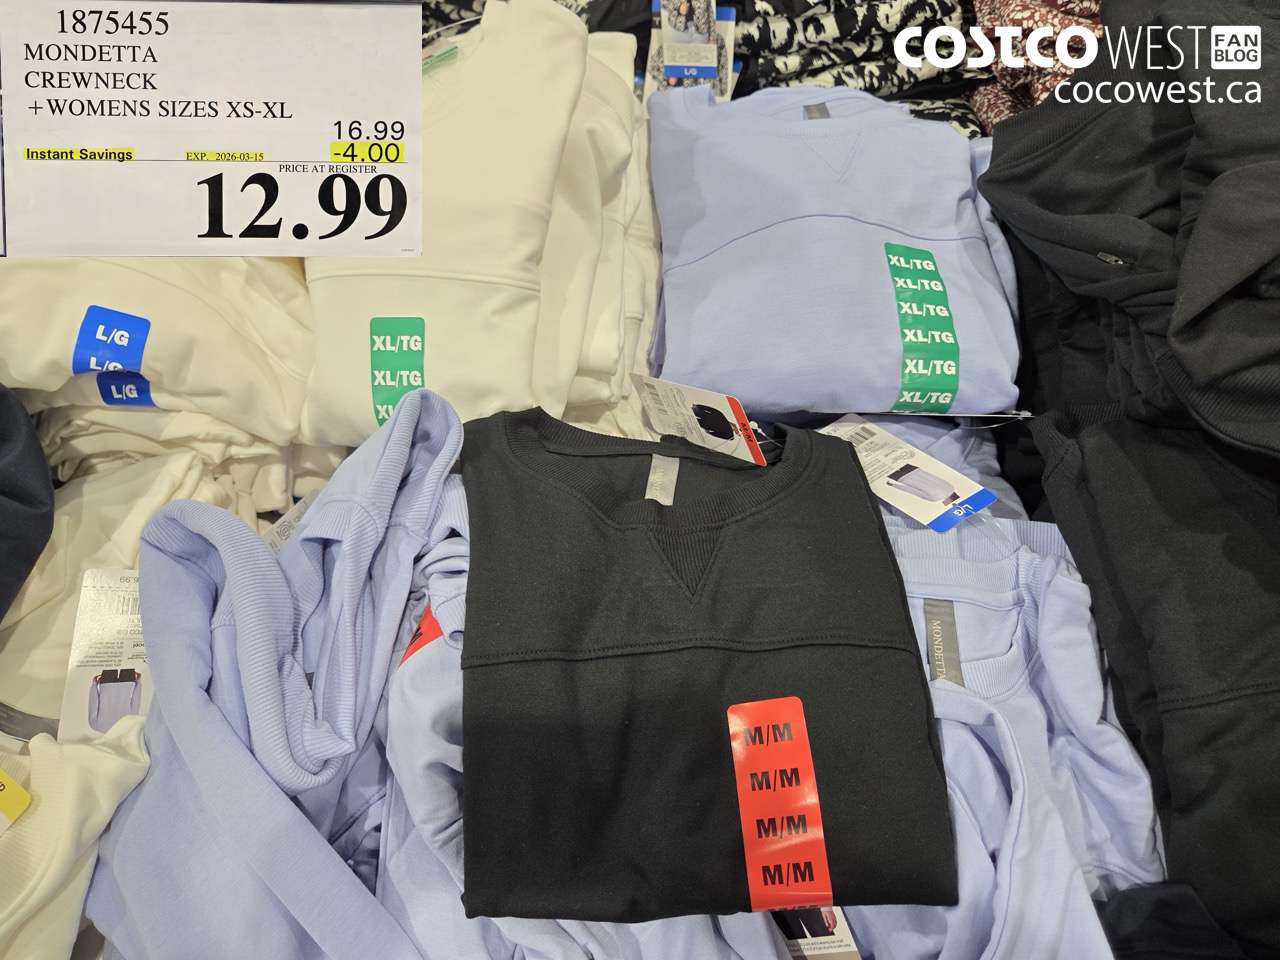 1875455
MONDETTA
CREWNECK
+WOMENS SIZES XS-XL
16.99
Instant Savings EXP. 2026-03-15 -4.00
PRICE AT REGISTER
12.99
COSTCO WEST FAN BLOG
cocowest.ca
L/G
L/G
L/G
L/G
XL/TG
XL/TG
XL/TG
XL/TG
XL/TG
XL/TG
XL/TG
XL/TG
M/M
L/G
MONDETTA
M/M
M/M
M/M
M/M